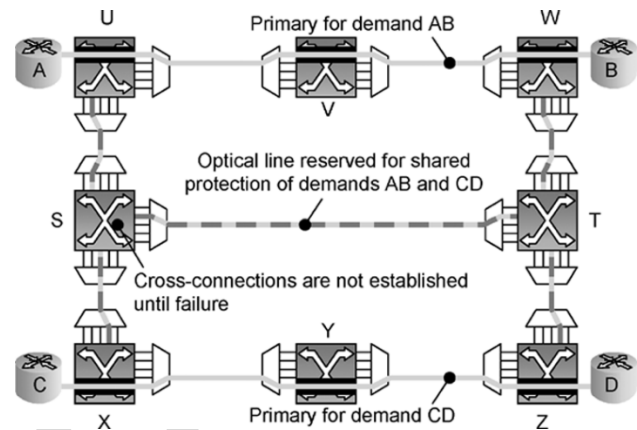 U
Primary for demand AB
W
A
B
V
Optical line reserved for shared
protection of demands AB and CD
S
T
Cross-connections are not established
until failure
Y
C
D
X
Primary for demand CD
Z